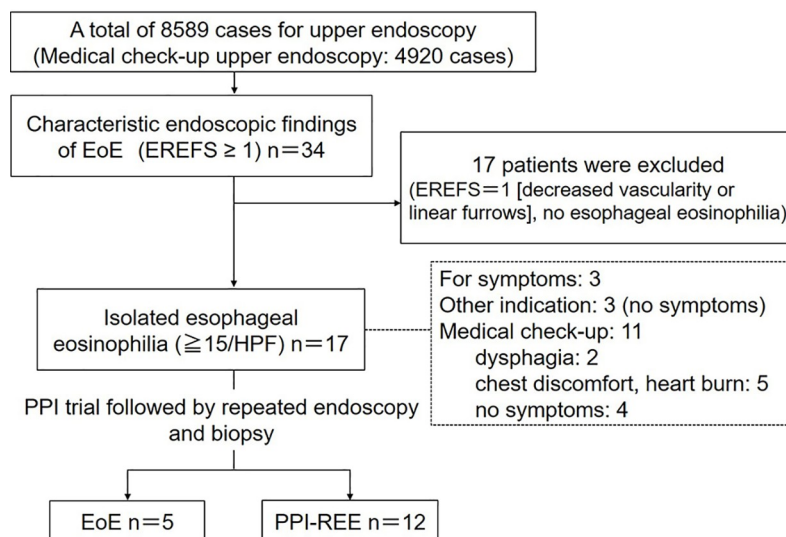 A total of 8589 cases for upper endoscopy
(Medical check-up upper endoscopy: 4920 cases)
Characteristic endoscopic findings
of EoE (EREFS ≥ 1) n＝34
17 patients were excluded
(EREFS＝1 [decreased vascularity or
linear furrows], no esophageal eosinophilia)
Isolated esophageal
eosinophilia (≧15/HPF) n＝17
For symptoms: 3
Other indication: 3 (no symptoms)
Medical check-up: 11
dysphagia: 2
chest discomfort, heart burn: 5
no symptoms: 4
PPI trial followed by repeated endoscopy
and biopsy
EoE n＝5
PPI-REE n＝12